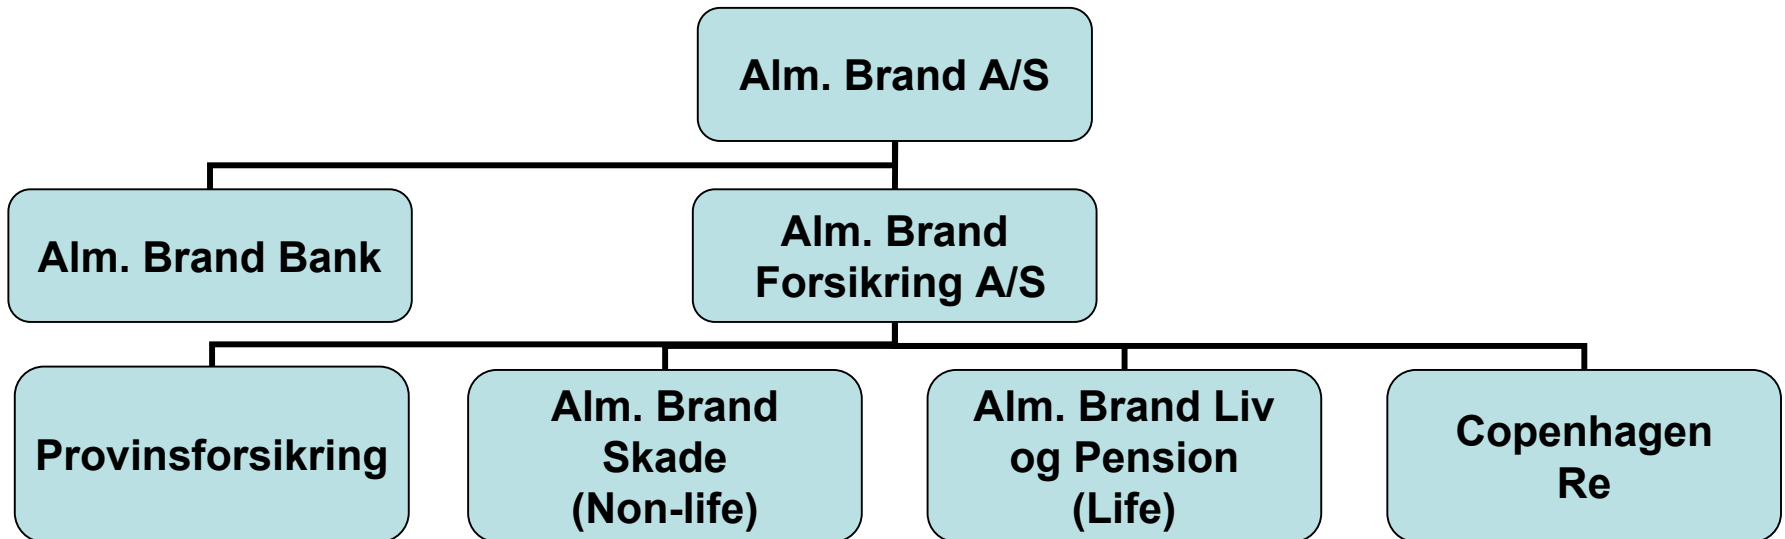 Alm. Brand A/S
Alm. Brand Bank
Alm. Brand
Forsikring A/S
Provinsforsikring
Alm. Brand
Skade
(Non-life)
Alm. Brand Liv
og Pension
(Life)
Copenhagen
Re